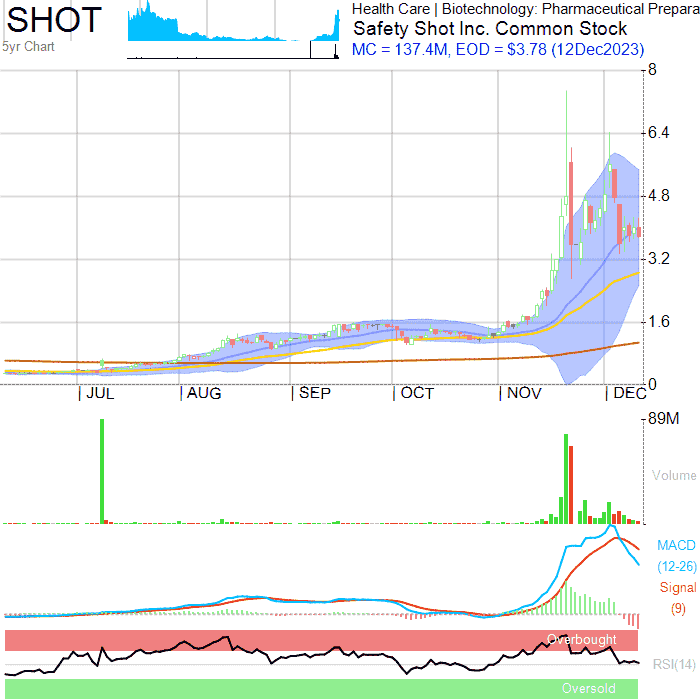 SHOT
5yr Chart
Health Care | Biotechnology: Pharmaceutical Prepara
Safety Shot Inc. Common Stock
MC = 137.4M, EOD = $3.78 (12Dec2023)
8
6.4
4.8
3.2
1.6
0
JUL AUG SEP OCT NOV DEC
89M
Volume
MACD
(12-26)
Signal
(9)
Overbought
RSI(14)
Oversold